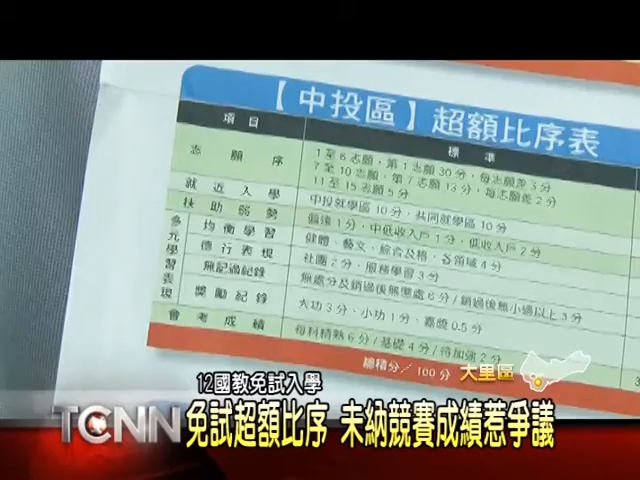 【中投區】超額比序表
項目
標準
志願序
1至6志願，第1志願30分，每志願差3分
7至10志願，第7志願13分，每志願差2分
11至15志願5分
就近入學
中投就學區10分，共同就學區10分
扶助弱勢
偏遠1分，中低收入戶1分，低收入戶2分
多元學習表現
均衡學習
健體、藝文、綜合及格，各領域4分
德行表現
社團2分，服務學習3分
無記過紀錄
無處分及銷過後無懲處6分/銷過後無小過以上3分
獎勵紀錄
大功3分、小功1分、嘉獎0.5分
會考成績
每科精熟6分/基礎4分/待加強2分
總積分/100分
大里區
12國教免試入學
TCNN
免試超額比序 未納競賽成績惹爭議